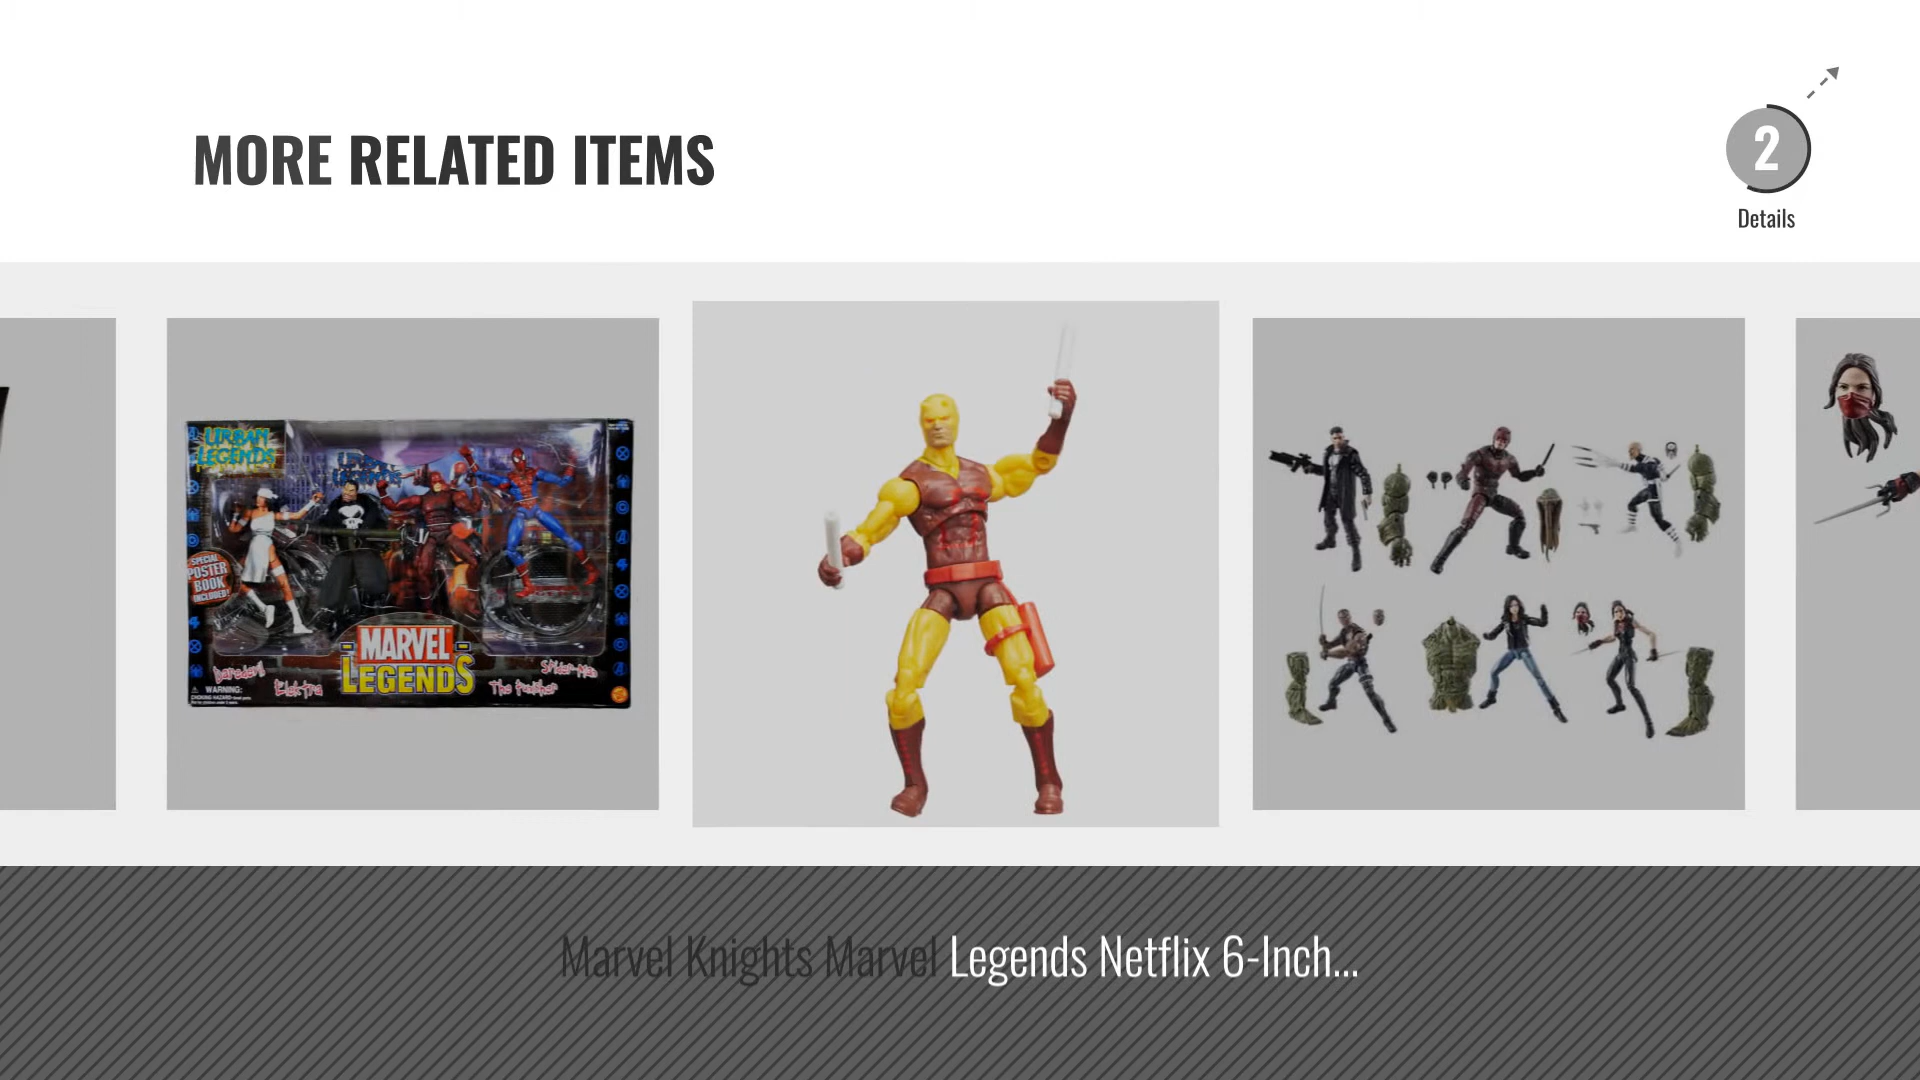 MORE RELATED ITEMS
2
Details
URBAN
LEGENDS
SPECIAL
POSTER
BOOK
INCLUDED!
MARVEL
LEGENDS
Daredevil
Elektra
The Punisher
Spider-Man
WARNING:
Marvel Knights Marvel Legends Netflix 6-Inch...